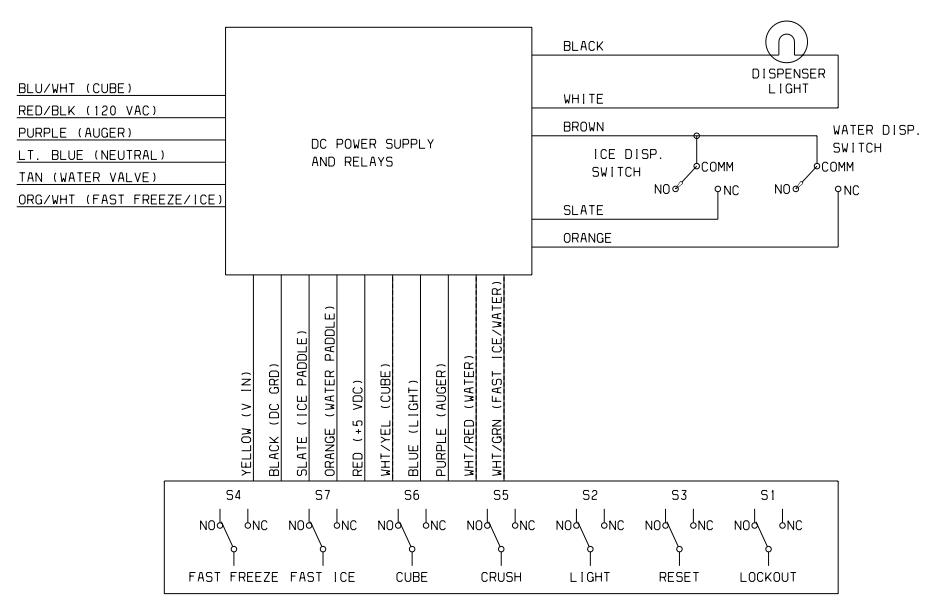 BLU/WHT (CUBE)
RED/BLK (120 VAC)
PURPLE (AUGER)
LT. BLUE (NEUTRAL)
TAN (WATER VALVE)
ORG/WHT (FAST FREEZE/ICE)
DC POWER SUPPLY
AND RELAYS
BLACK
DISPENSER
LIGHT
WHITE
BROWN
ICE DISP.
SWITCH
COMM
NO
NC
WATER DISP.
SWITCH
COMM
NO
NC
SLATE
ORANGE
YELLOW (V IN)
BLACK (DC GRD)
SLATE (ICE PADDLE)
ORANGE (WATER PADDLE)
RED (+5 VDC)
WHT/YEL (CUBE)
BLUE (LIGHT)
PURPLE (AUGER)
WHT/RED (WATER)
WHT/GRN (FAST ICE/WATER)
S4 S7 S6 S5 S2 S3 S1
NO NC NO NC NO NC NO NC NO NC NO NC NO NC
FAST FREEZE FAST ICE CUBE CRUSH LIGHT RESET LOCKOUT